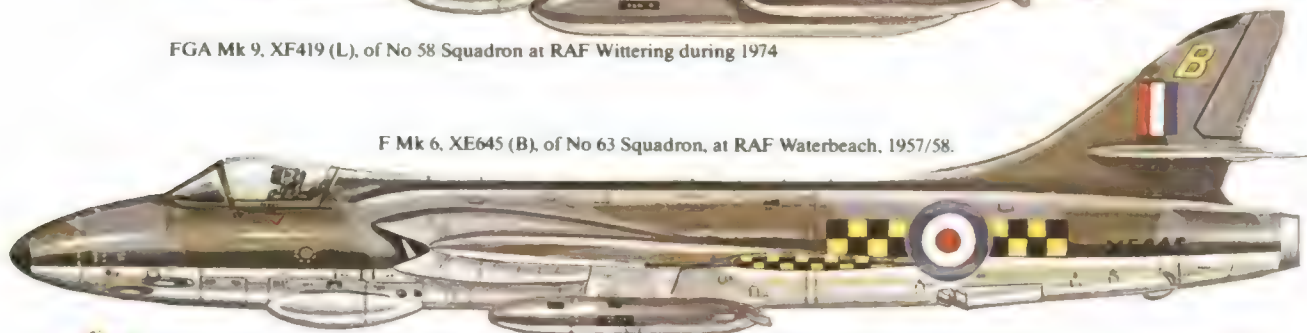 FGA Mk 9, XF419 (L), of No 58 Squadron at RAF Wittering during 1974
B
F Mk 6, XE645 (B), of No 63 Squadron, at RAF Waterbeach, 1957/58.